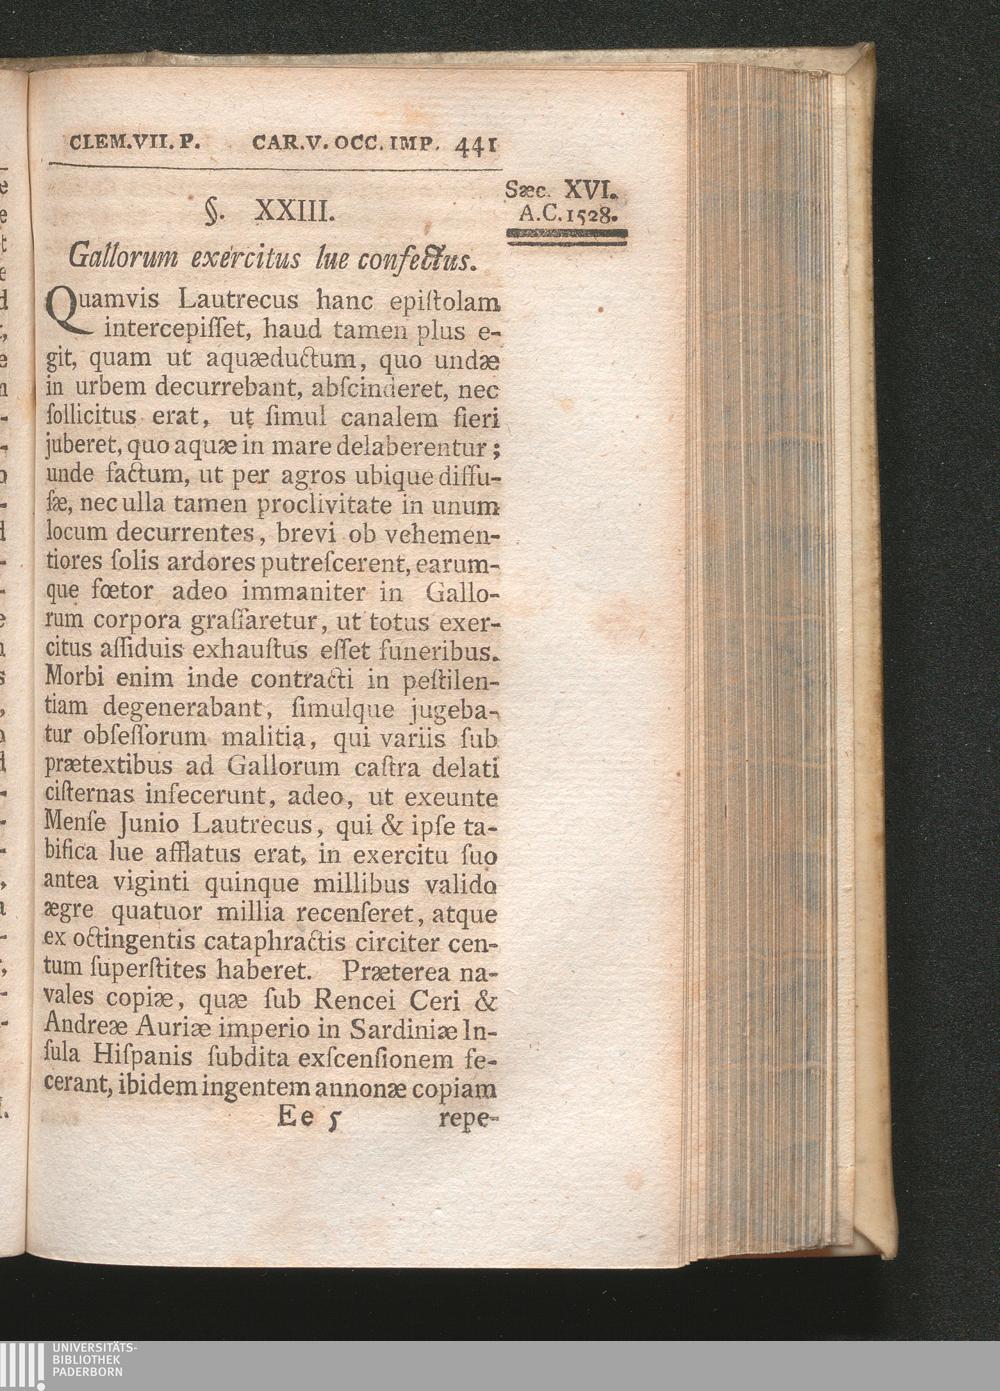 CLEM.VII. P. CAR.V. OCC. IMP. 441
Sæc. XVI.
A.C. 1528.
§. XXIII.
Gallorum exercitus lue confectus.
Quamvis Lautrecus hanc epiſtolam
intercepiſſet, haud tamen plus e-
git, quam ut aquæductum, quo undæ
in urbem decurrebant, abſcinderet, nec
ſollicitus erat, ut ſimul canalem fieri
juberet, quo aquæ in mare delaberentur;
unde factum, ut per agros ubique diffu-
ſæ, nec ulla tamen proclivitate in unum
locum decurrentes, brevi ob vehemen-
tiores ſolis ardores putreſcerent, earum-
que fœtor adeo immaniter in Gallo-
rum corpora graſſaretur, ut totus exer-
citus aſſiduis exhauſtus eſſet funeribus.
Morbi enim inde contracti in peſtilen-
tiam degenerabant, ſimulque jugeba-
tur obſeſſorum malitia, qui variis ſub
prætextibus ad Gallorum caſtra delati
ciſternas infecerunt, adeo, ut exeunte
Menſe Junio Lautrecus, qui & ipſe ta-
bifica lue afflatus erat, in exercitu ſuo
antea viginti quinque millibus valido
ægre quatuor millia recenſeret, atque
ex octingentis cataphractis circiter cen-
tum ſuperſtites haberet. Præterea na-
vales copiæ, quæ ſub Rencei Ceri &
Andreæ Auriæ imperio in Sardiniæ In-
ſula Hiſpanis ſubdita exſcenſionem fe-
cerant, ibidem ingentem annonæ copiam
Ee 5 repe-
UNIVERSITÄTS-
BIBLIOTHEK
PADERBORN